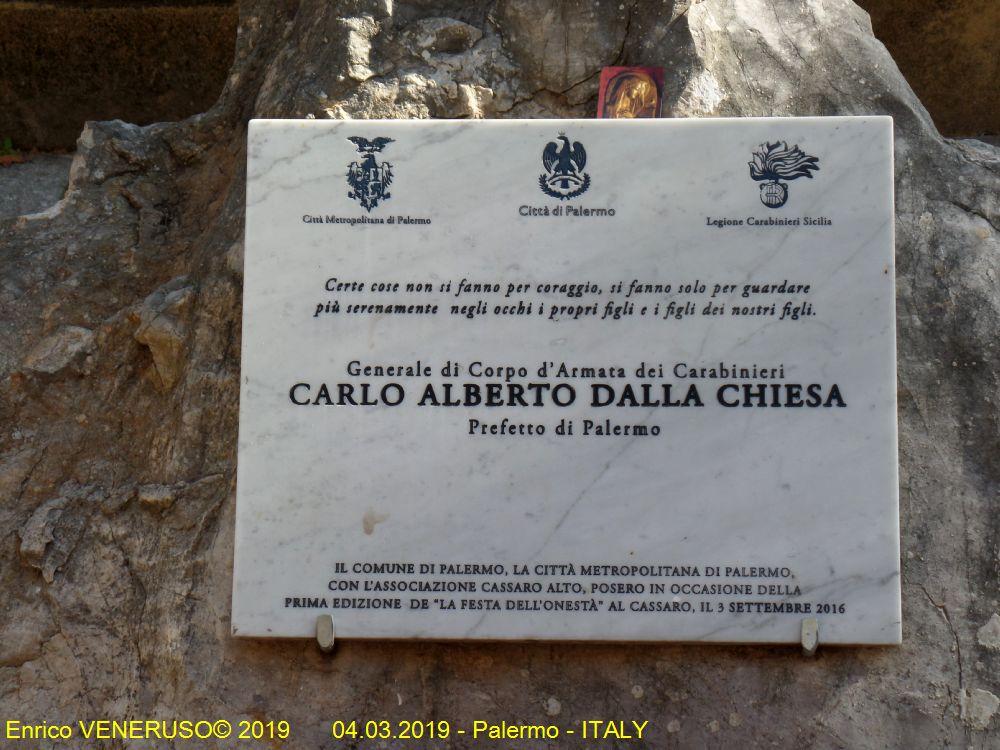 Città Metropolitana di Palermo
Città di Palermo
Legione Carabinieri Sicilia
Certe cose non si fanno per coraggio, si fanno solo per guardare
più serenamente negli occhi i propri figli e i figli dei nostri figli.
Generale di Corpo d'Armata dei Carabinieri
CARLO ALBERTO DALLA CHIESA
Prefetto di Palermo
IL COMUNE DI PALERMO, LA CITTÀ METROPOLITANA DI PALERMO,
CON L'ASSOCIAZIONE CASSARO ALTO, POSERO IN OCCASIONE DELLA
PRIMA EDIZIONE DE "LA FESTA DELL'ONESTÀ" AL CASSARO, IL 3 SETTEMBRE 2016
Enrico VENERUSO© 2019 04.03.2019 - Palermo - ITALY